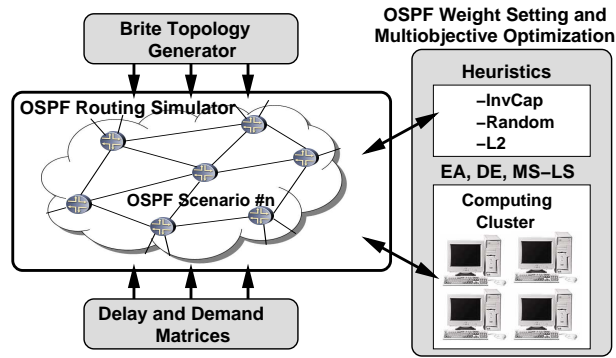 Brite Topology
Generator
OSPF Routing Simulator
OSPF Scenario #n
Delay and Demand
Matrices
OSPF Weight Setting and
Multiobjective Optimization
Heuristics
–InvCap
–Random
–L2
EA, DE, MS–LS
Computing
Cluster